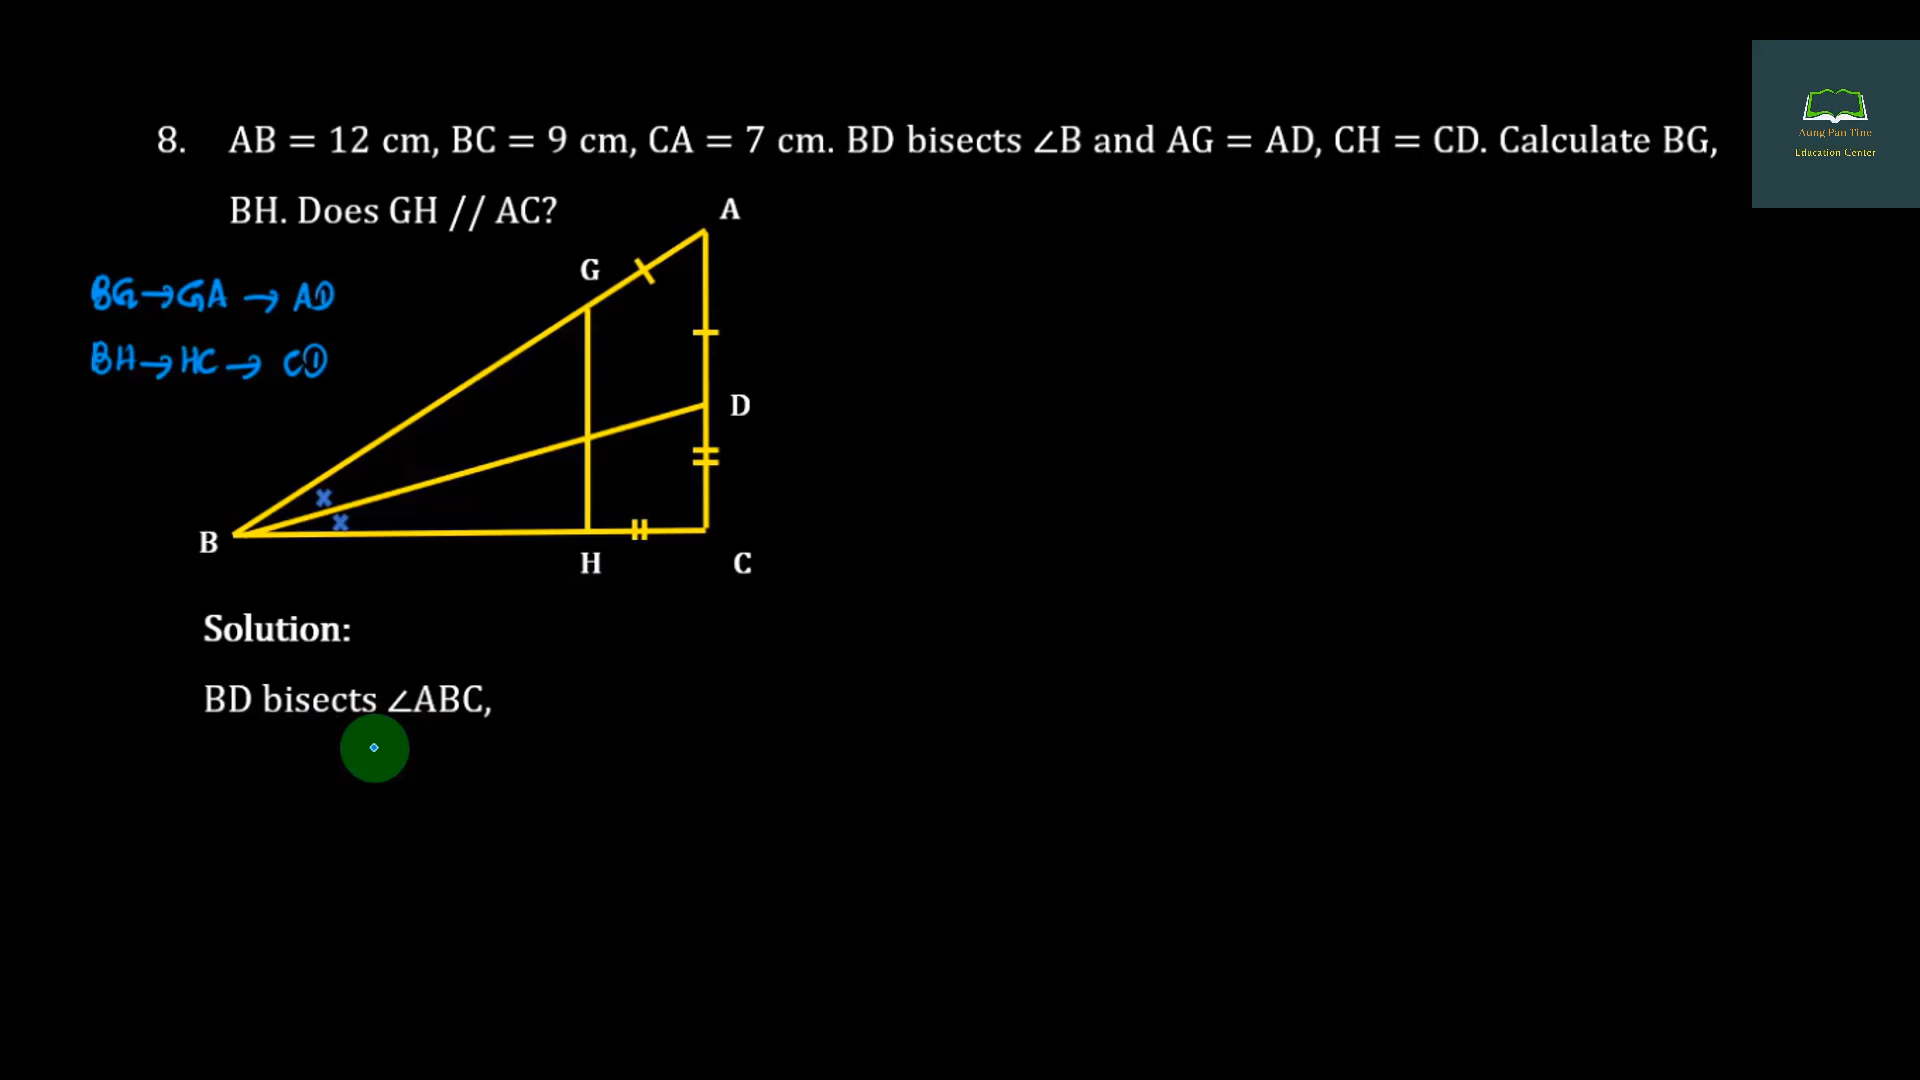 8. AB = 12 cm, BC = 9 cm, CA = 7 cm. BD bisects ∠B and AG = AD, CH = CD. Calculate BG,
BH. Does GH // AC?
Aung Pan Tine
Education Center
A
G
BG→GA → AD
BH→HC→ CD
D
B
H
C
Solution:
BD bisects ∠ABC,